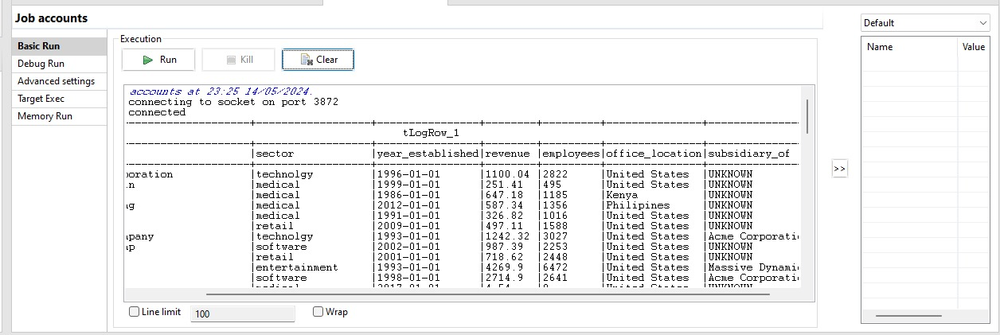 Job accounts
Basic Run
Debug Run
Advanced settings
Target Exec
Memory Run
Execution
Run Kill Clear
accounts at 23:25 14/05/2024.
connecting to socket on port 3872
connected
tLogRow_1
|sector |year_established|revenue |employees|office_location|subsidiary_of
oration |technolgy |1996-01-01 |1100.04 |2822 |United States |UNKNOWN
n |medical |1999-01-01 |251.41 |495 |United States |UNKNOWN
|medical |1986-01-01 |647.18 |1185 |Kenya |UNKNOWN
g |medical |2012-01-01 |587.34 |1356 |Philipines |UNKNOWN
|medical |1991-01-01 |326.82 |1016 |United States |UNKNOWN
|retail |2009-01-01 |497.11 |1588 |United States |UNKNOWN
pany |technolgy |1993-01-01 |1242.32 |3027 |United States |Acme Corporati
p |software |2002-01-01 |987.39 |2253 |United States |UNKNOWN
|retail |2001-01-01 |718.62 |2448 |United States |UNKNOWN
|entertainment |1993-01-01 |4269.9 |6472 |United States |Massive Dynami
|software |1998-01-01 |2714.9 |2641 |United States |Acme Corporati
Line limit 100 Wrap
>>
Default
Name Value